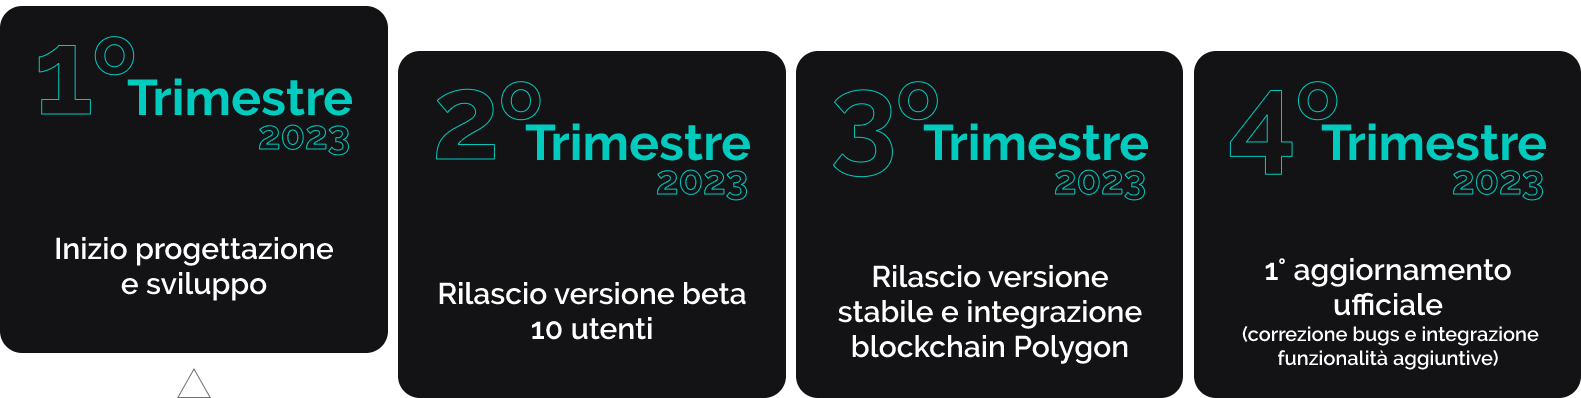 1°
Trimestre
2023
Inizio progettazione
e sviluppo
2°
Trimestre
2023
Rilascio versione beta
10 utenti
3°
Trimestre
2023
Rilascio versione
stabile e integrazione
blockchain Polygon
4°
Trimestre
2023
1° aggiornamento
ufficiale
(correzione bugs e integrazione
funzionalità aggiuntive)